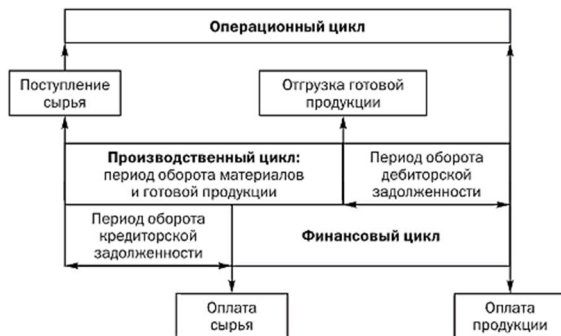 Операционный цикл
Поступление
сырья
Отгрузка готовой
продукции
Производственный цикл:
период оборота материалов
и готовой продукции
Период оборота
дебиторской
задолженности
Период оборота
кредиторской
задолженности
Финансовый цикл
Оплата
сырья
Оплата
продукции